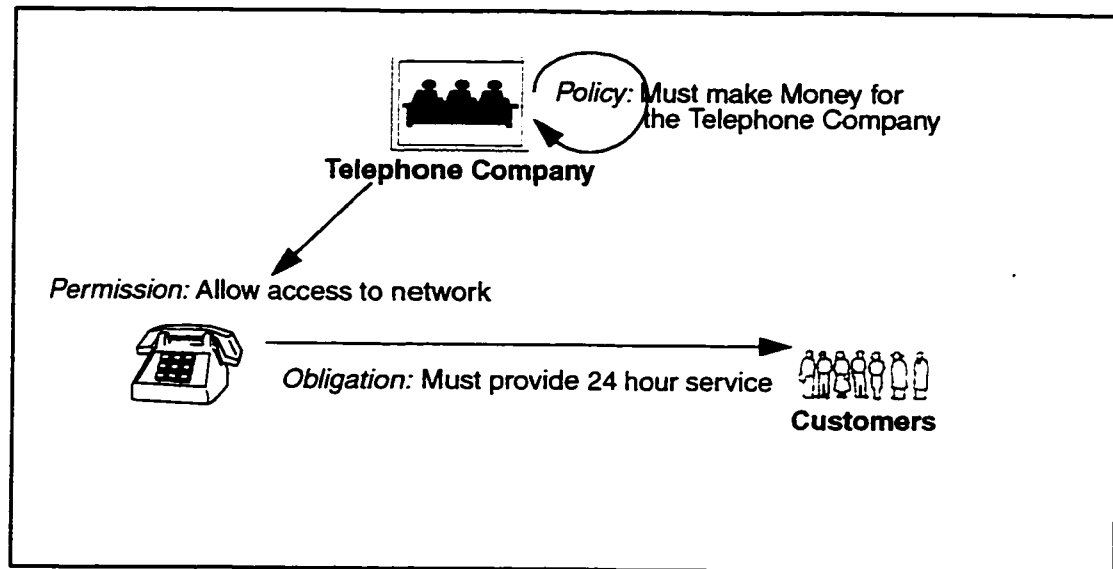 Policy: Must make Money for
the Telephone Company
Telephone Company
Permission: Allow access to network
Obligation: Must provide 24 hour service
Customers